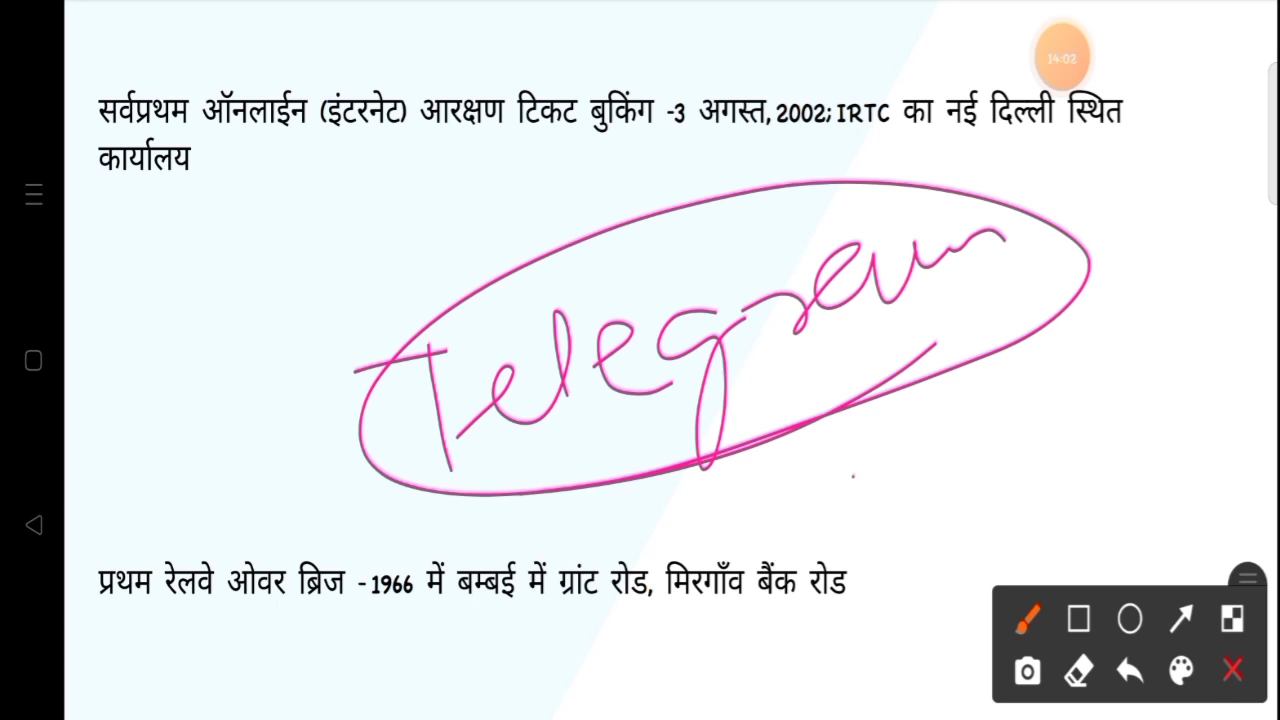 14:02
सर्वप्रथम ऑनलाईन (इंटरनेट) आरक्षण टिकट बुकिंग -3 अगस्त, 2002; IRTC का नई दिल्ली स्थित
कार्यालय
Telegram
प्रथम रेलवे ओवर ब्रिज -1966 में बम्बई में ग्रांट रोड, मिरगाँव बैंक रोड